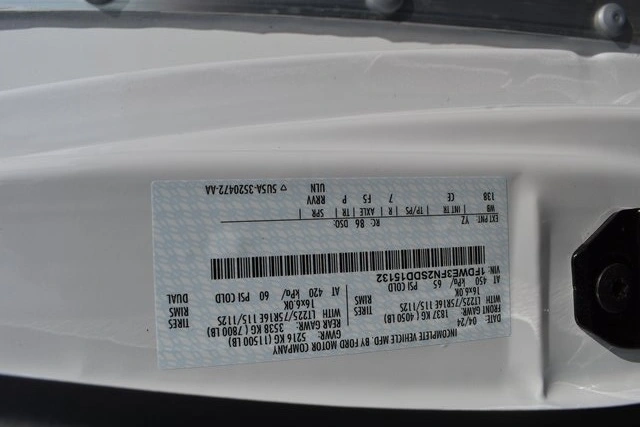 INCOMPLETE VEHICLE MFD. BY FORD MOTOR COMPANY
DATE: 04/24 GVWR: 5216 KG (11500 LB)
FRONT GAWR: 1837 KG ( 4050 LB) REAR GAWR: 3538 KG ( 7800 LB)
WITH LT225/75R16E 115/112S TIRES WITH LT225/75R16E 115/112S TIRES
16x6.0K RIMS 16x6.0K RIMS
AT 450 kPa/ 65 PSI COLD AT 420 kPa/ 60 PSI COLD DUAL
VIN: 1FDWE3FN2SDD15132
EXT PNT: YZ RC: 86 DSO:
WB INT TR TP/PS R AXLE TR SPR
138 CE 7 F5 P RRVV
ULN
▽ 5U5A-3520472-AA